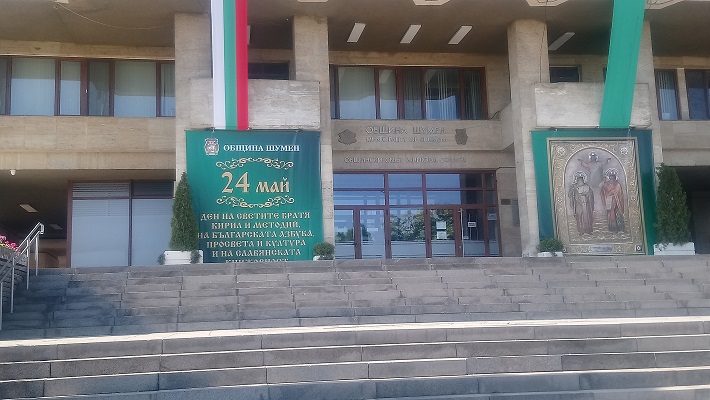 ОБЩИНА ШУМЕН
ОБЩИНА ШУМЕН
24 май
ДЕН НА СВЕТИТЕ БРАТЯ
КИРИЛ И МЕТОДИЙ,
НА БЪЛГАРСКАТА АЗБУКА,
ПРОСВЕТА И КУЛТУРА
И НА СЛАВЯНСКАТА